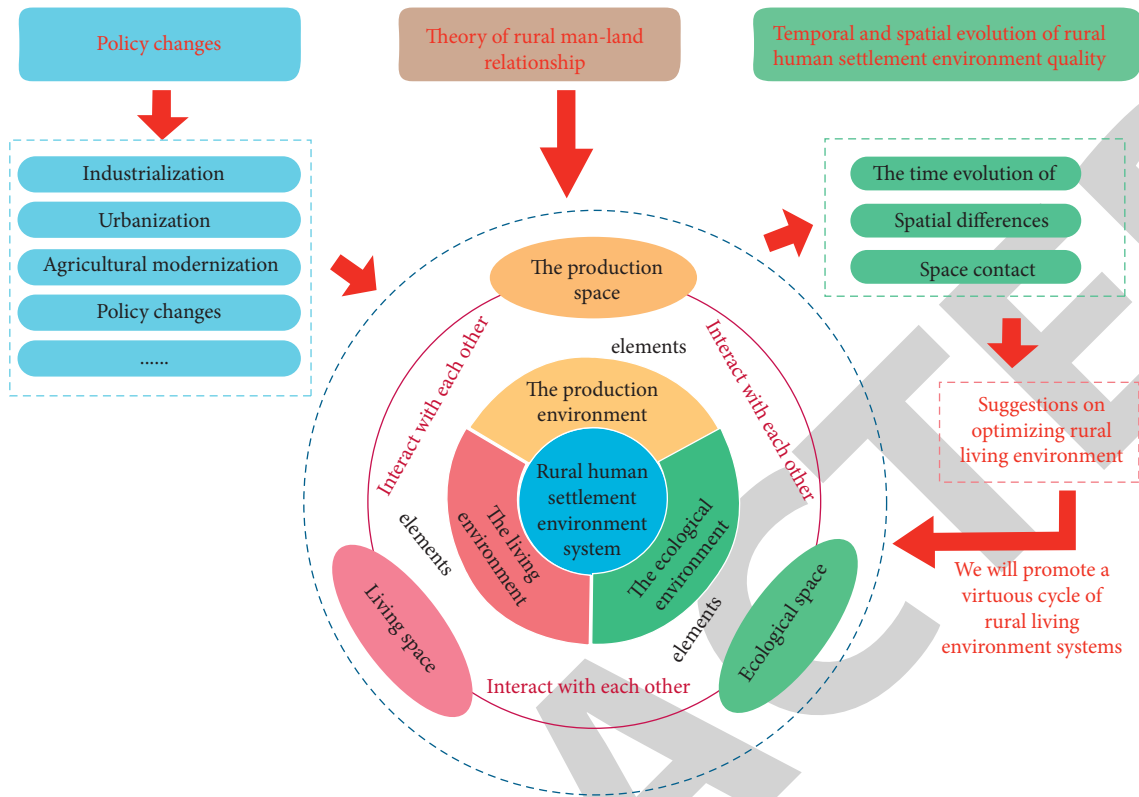 Policy changes
Theory of rural man-land
relationship
Temporal and spatial evolution of rural
human settlement environment quality
Industrialization
Urbanization
Agricultural modernization
Policy changes
......
The time evolution of
Spatial differences
Space contact
Suggestions on
optimizing rural
living environment
We will promote a
virtuous cycle of
rural living
environment systems
The production
space
Interact with each other
Interact with each other
elements
The production
environment
Rural human
settlement
environment
system
The living
environment
The ecological
environment
elements
elements
Living space
Ecological space
Interact with each other